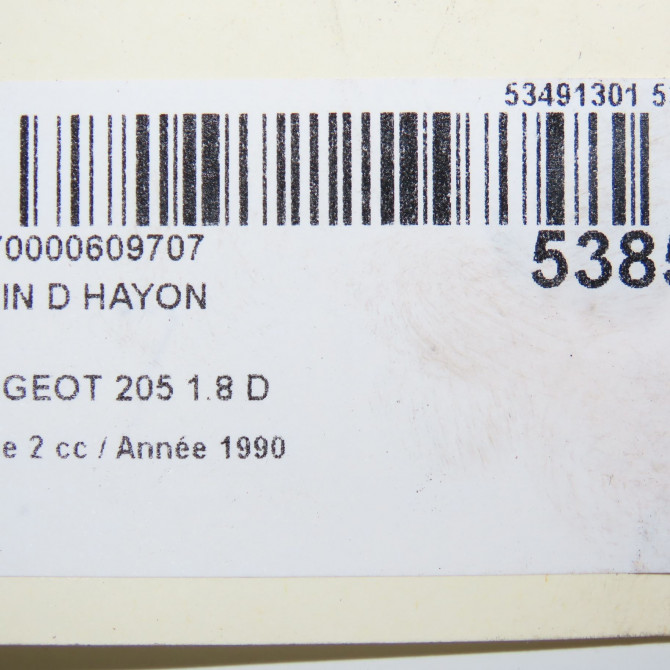 53491301 5
70000609707
5385
IN D HAYON
GEOT 205 1.8 D
e 2 cc / Année 1990